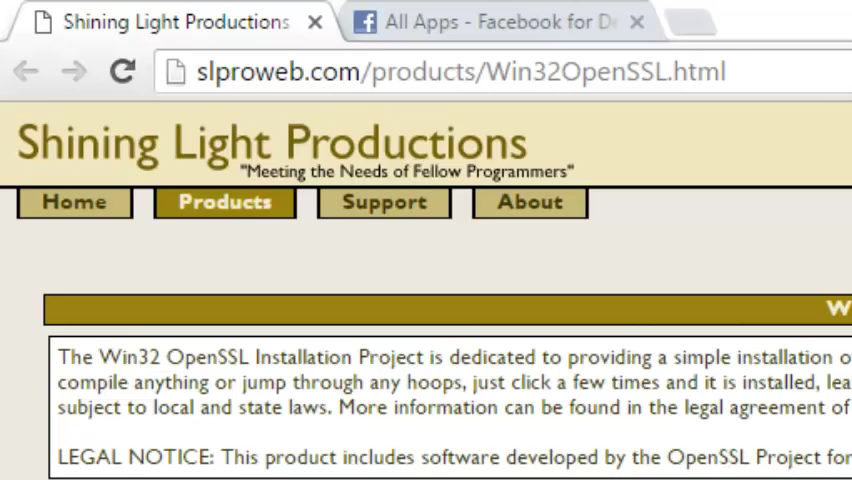 Shining Light Productions
All Apps - Facebook for De
slproweb.com/products/Win32OpenSSL.html
Shining Light Productions
"Meeting the Needs of Fellow Programmers"
Home Products Support About
W
The Win32 OpenSSL Installation Project is dedicated to providing a simple installation o
compile anything or jump through any hoops, just click a few times and it is installed, lea
subject to local and state laws. More information can be found in the legal agreement of
LEGAL NOTICE: This product includes software developed by the OpenSSL Project for